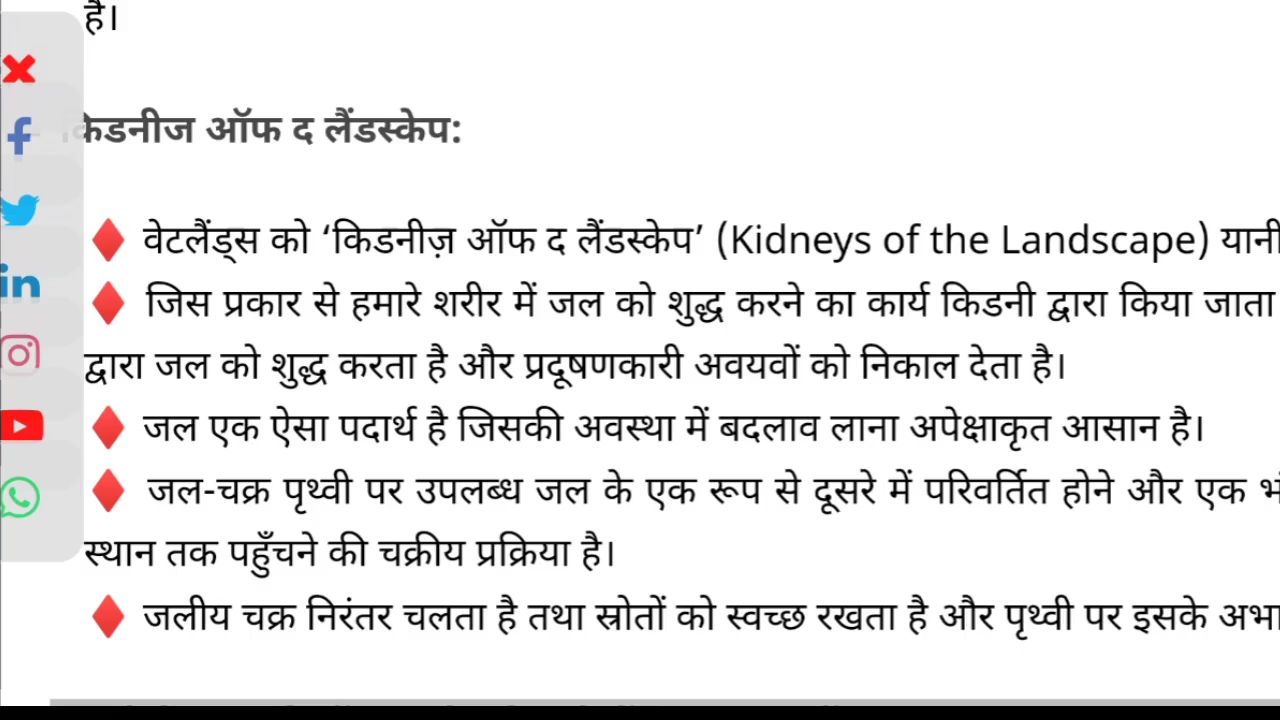 है।
किडनीज ऑफ द लैंडस्केप:
वेटलैंड्स को ‘किडनीज़ ऑफ द लैंडस्केप’ (Kidneys of the Landscape) यानी
जिस प्रकार से हमारे शरीर में जल को शुद्ध करने का कार्य किडनी द्वारा किया जाता
द्वारा जल को शुद्ध करता है और प्रदूषणकारी अवयवों को निकाल देता है।
जल एक ऐसा पदार्थ है जिसकी अवस्था में बदलाव लाना अपेक्षाकृत आसान है।
जल-चक्र पृथ्वी पर उपलब्ध जल के एक रूप से दूसरे में परिवर्तित होने और एक
स्थान तक पहुँचने की चक्रीय प्रक्रिया है।
जलीय चक्र निरंतर चलता है तथा स्रोतों को स्वच्छ रखता है और पृथ्वी पर इसके